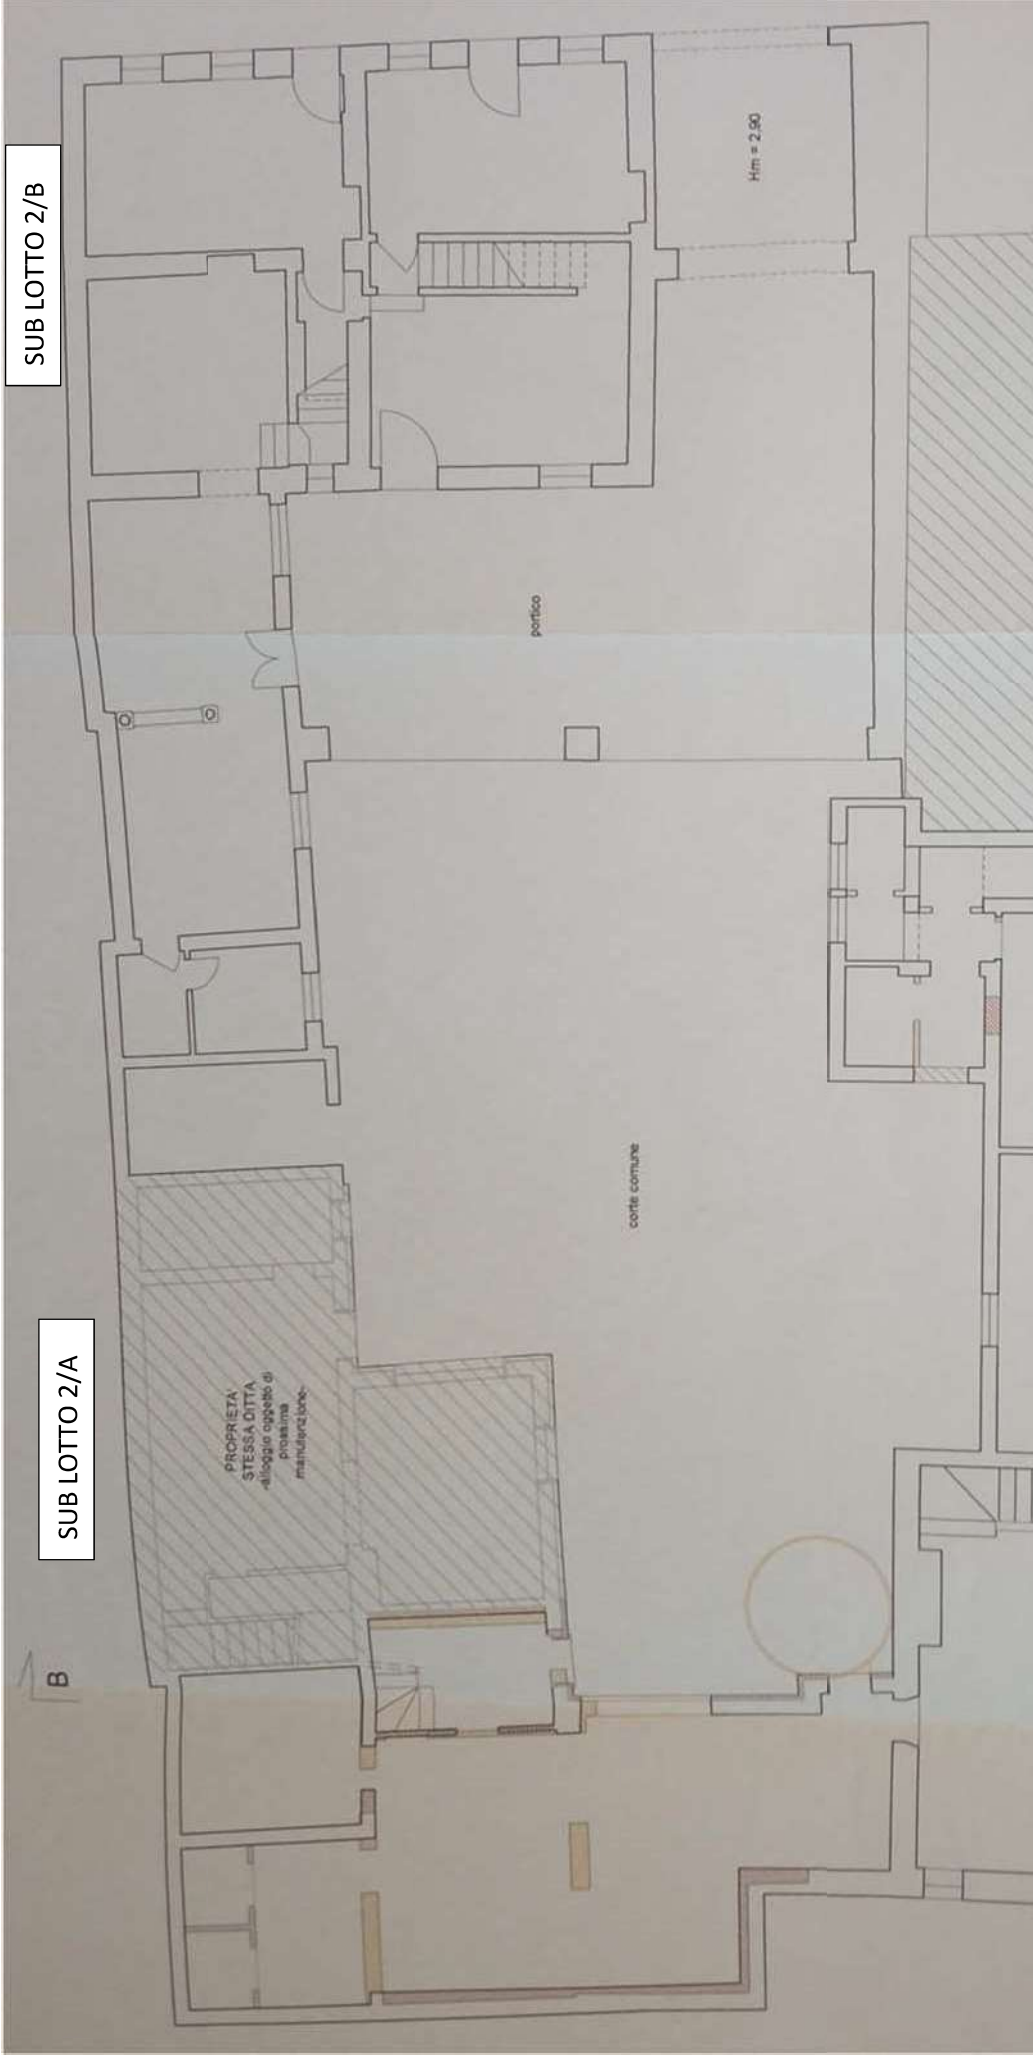 SUB LOTTO 2/B
Hm = 2,90
portico
corte comune
SUB LOTTO 2/A
PROPRIETA'
STESSA DITTA
-alloggio oggetto di
prossima
manutenzione-
B